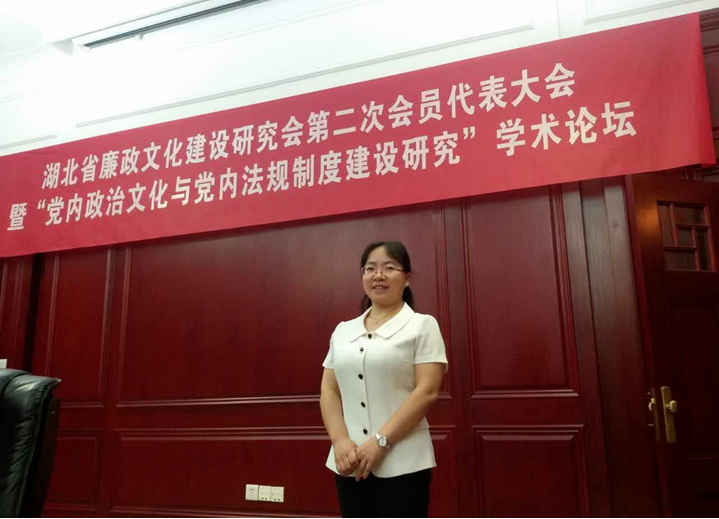 湖北省廉政文化建设研究会第二次会员代表大会
暨“党内政治文化与党内法规制度建设研究”学术论坛